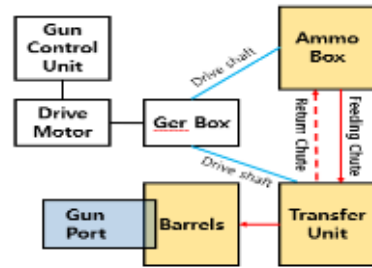 Gun
Control
Unit
Drive
Motor
Ger Box
Drive shaft
Ammo
Box
Return Chute
Feeding Chute
Drive shaft
Gun
Port
Barrels
Transfer
Unit